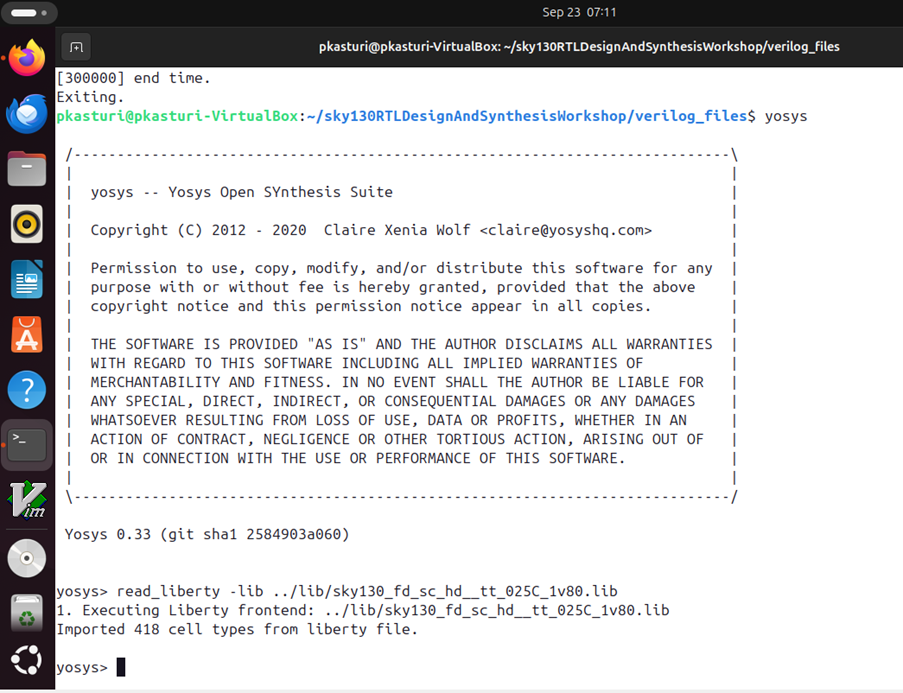 Sep 23  07:11
pkasturi@pkasturi-VirtualBox: ~/sky130RTLDesignAndSynthesisWorkshop/verilog_files
[300000] end time.
Exiting.
pkasturi@pkasturi-VirtualBox:~/sky130RTLDesignAndSynthesisWorkshop/verilog_files$ yosys
/----------------------------------------------------------------------------\
|                                                                            |
|  yosys -- Yosys Open SYnthesis Suite                                       |
|                                                                            |
|  Copyright (C) 2012 - 2020  Claire Xenia Wolf <claire@yosyshq.com>         |
|                                                                            |
|  Permission to use, copy, modify, and/or distribute this software for any  |
|  purpose with or without fee is hereby granted, provided that the above    |
|  copyright notice and this permission notice appear in all copies.         |
|                                                                            |
|  THE SOFTWARE IS PROVIDED "AS IS" AND THE AUTHOR DISCLAIMS ALL WARRANTIES  |
|  WITH REGARD TO THIS SOFTWARE INCLUDING ALL IMPLIED WARRANTIES OF          |
|  MERCHANTABILITY AND FITNESS. IN NO EVENT SHALL THE AUTHOR BE LIABLE FOR   |
|  ANY SPECIAL, DIRECT, INDIRECT, OR CONSEQUENTIAL DAMAGES OR ANY DAMAGES    |
|  WHATSOEVER RESULTING FROM LOSS OF USE, DATA OR PROFITS, WHETHER IN AN     |
|  ACTION OF CONTRACT, NEGLIGENCE OR OTHER TORTIOUS ACTION, ARISING OUT OF   |
|  OR IN CONNECTION WITH THE USE OR PERFORMANCE OF THIS SOFTWARE.            |
|                                                                            |
\----------------------------------------------------------------------------/
Yosys 0.33 (git sha1 2584903a060)
yosys> read_liberty -lib ../lib/sky130_fd_sc_hd__tt_025C_1v80.lib
1. Executing Liberty frontend: ../lib/sky130_fd_sc_hd__tt_025C_1v80.lib
Imported 418 cell types from liberty file.
yosys>
A
?
>_
Vim